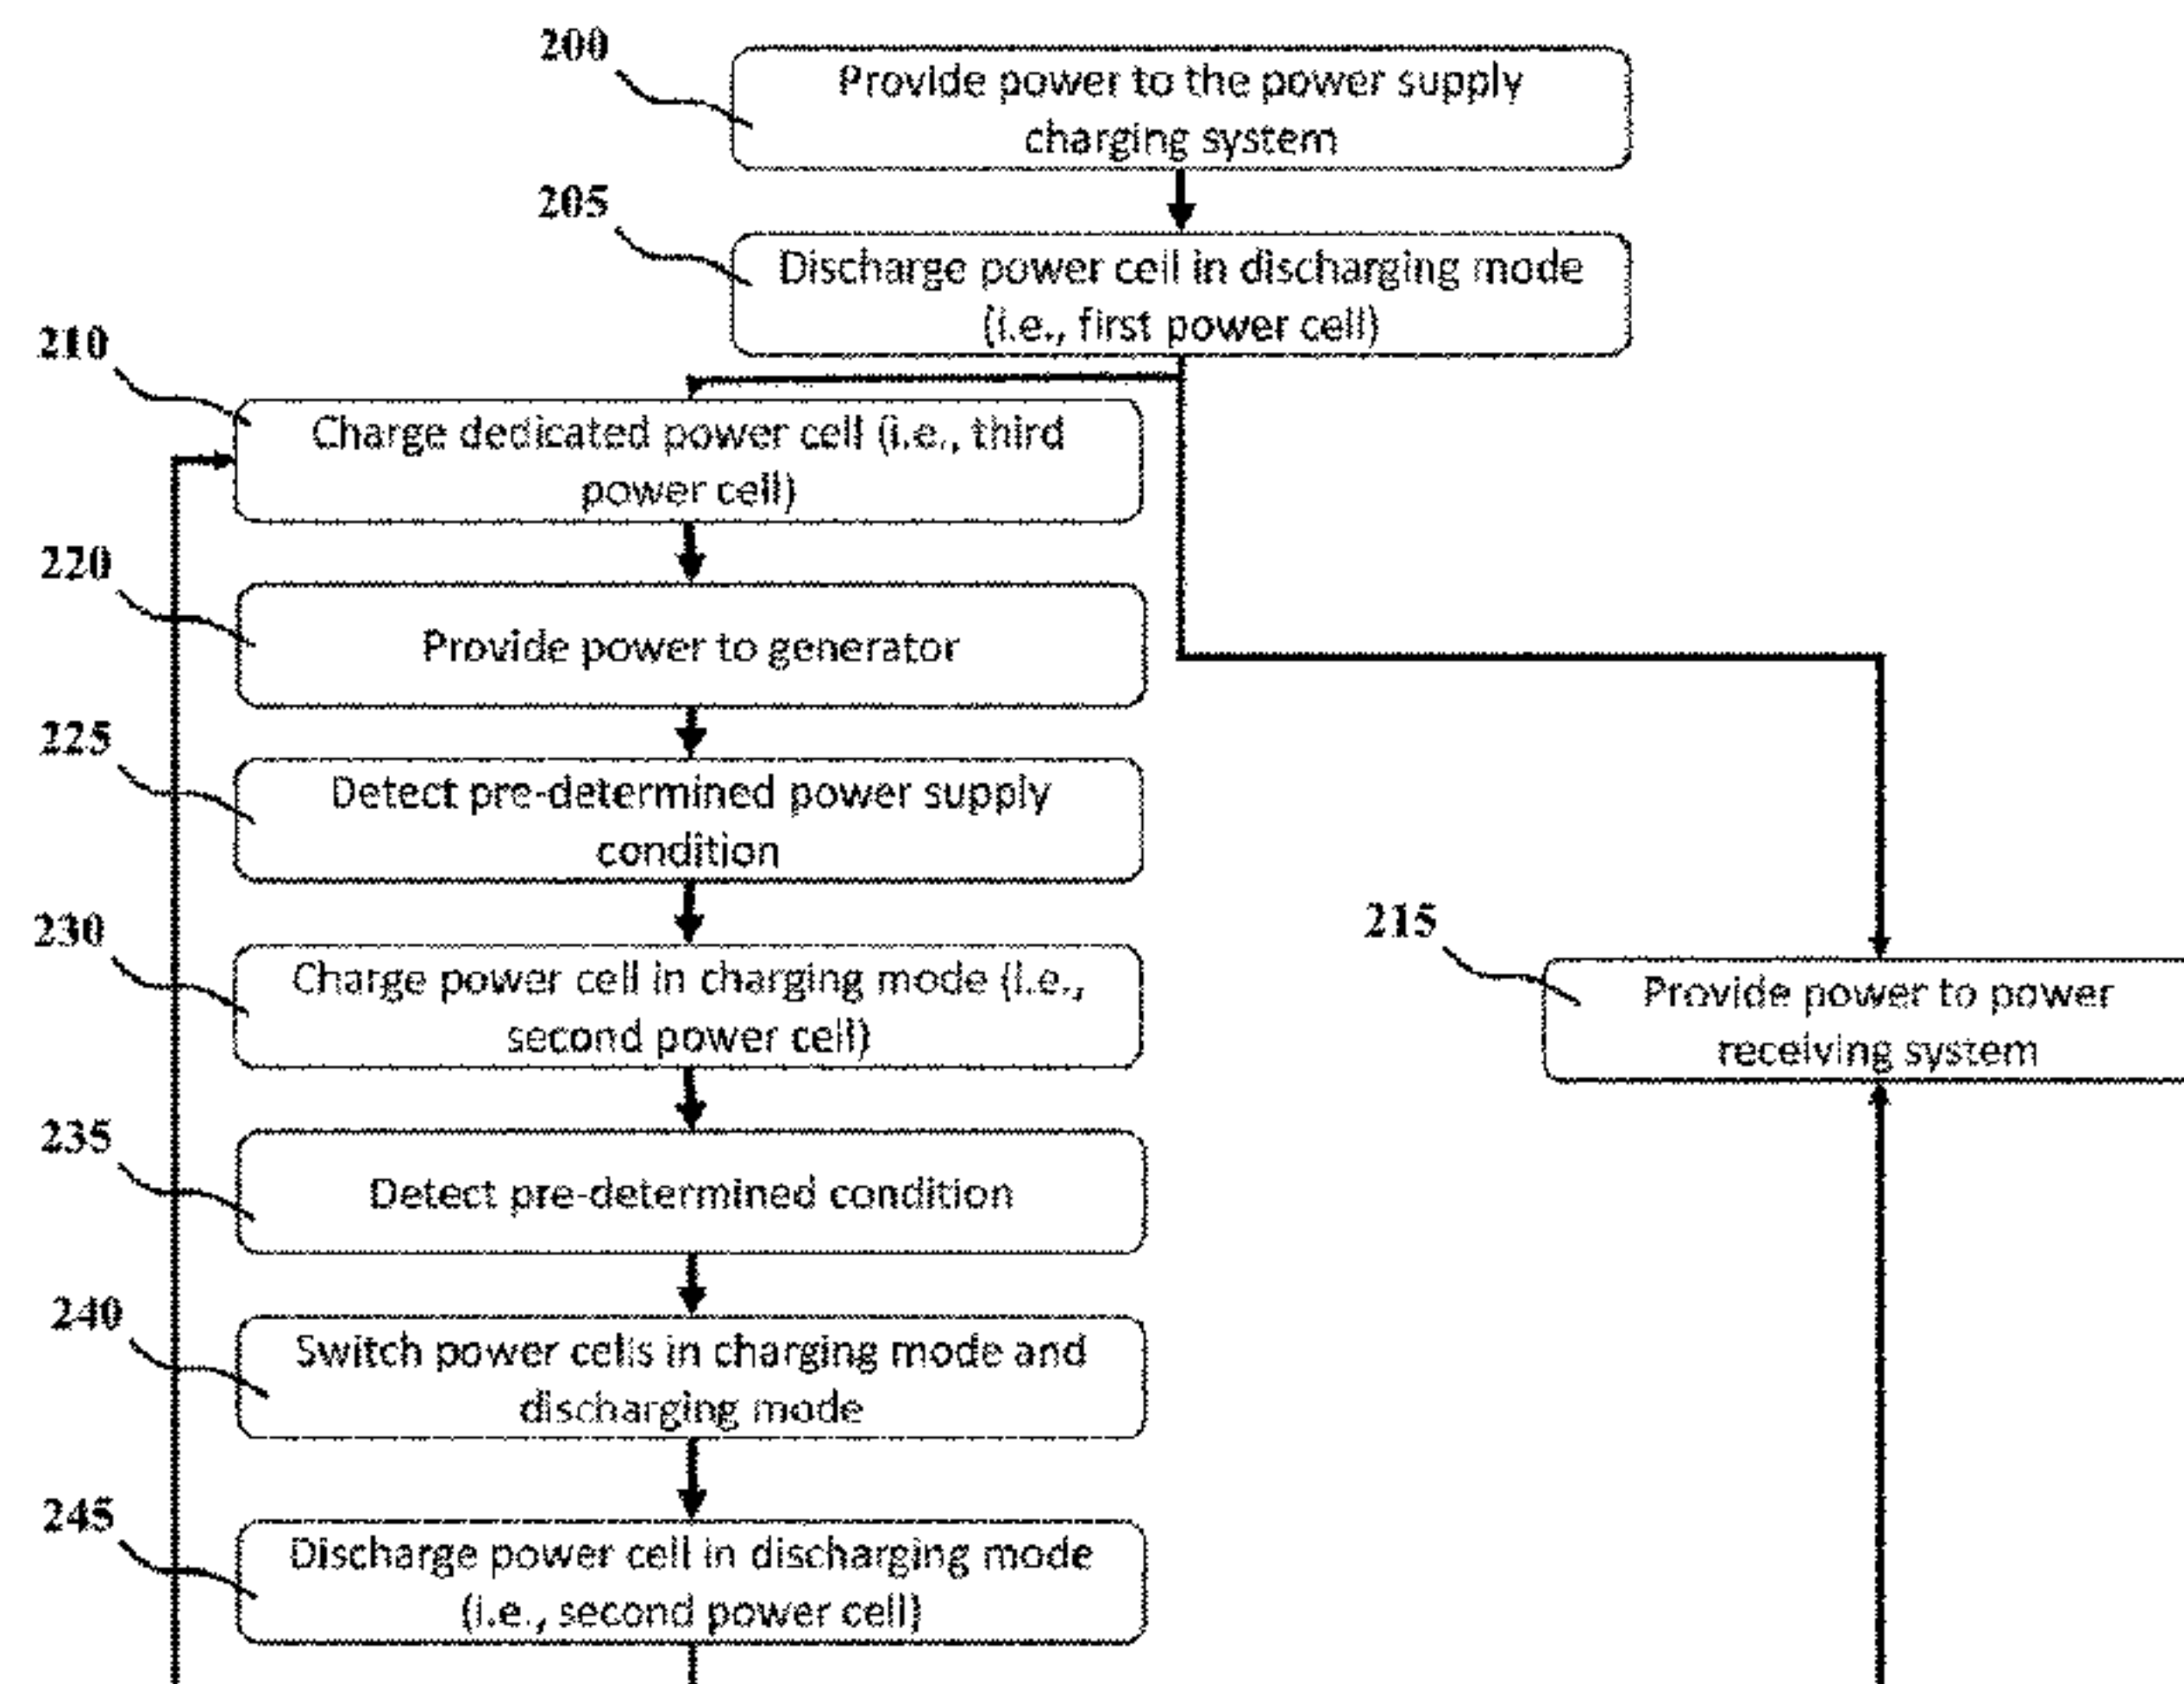 200
Provide power to the power supply
charging system
205
Discharge power cell in discharging mode
(i.e., first power cell)
210
Charge dedicated power cell (i.e., third
power cell)
220
Provide power to generator
225
Detect pre-determined power supply
condition
230
Charge power cell in charging mode (i.e.,
second power cell)
215
Provide power to power
receiving system
235
Detect pre-determined condition
240
Switch power cells in charging mode and
discharging mode
245
Discharge power cell in discharging mode
(i.e., second power cell)